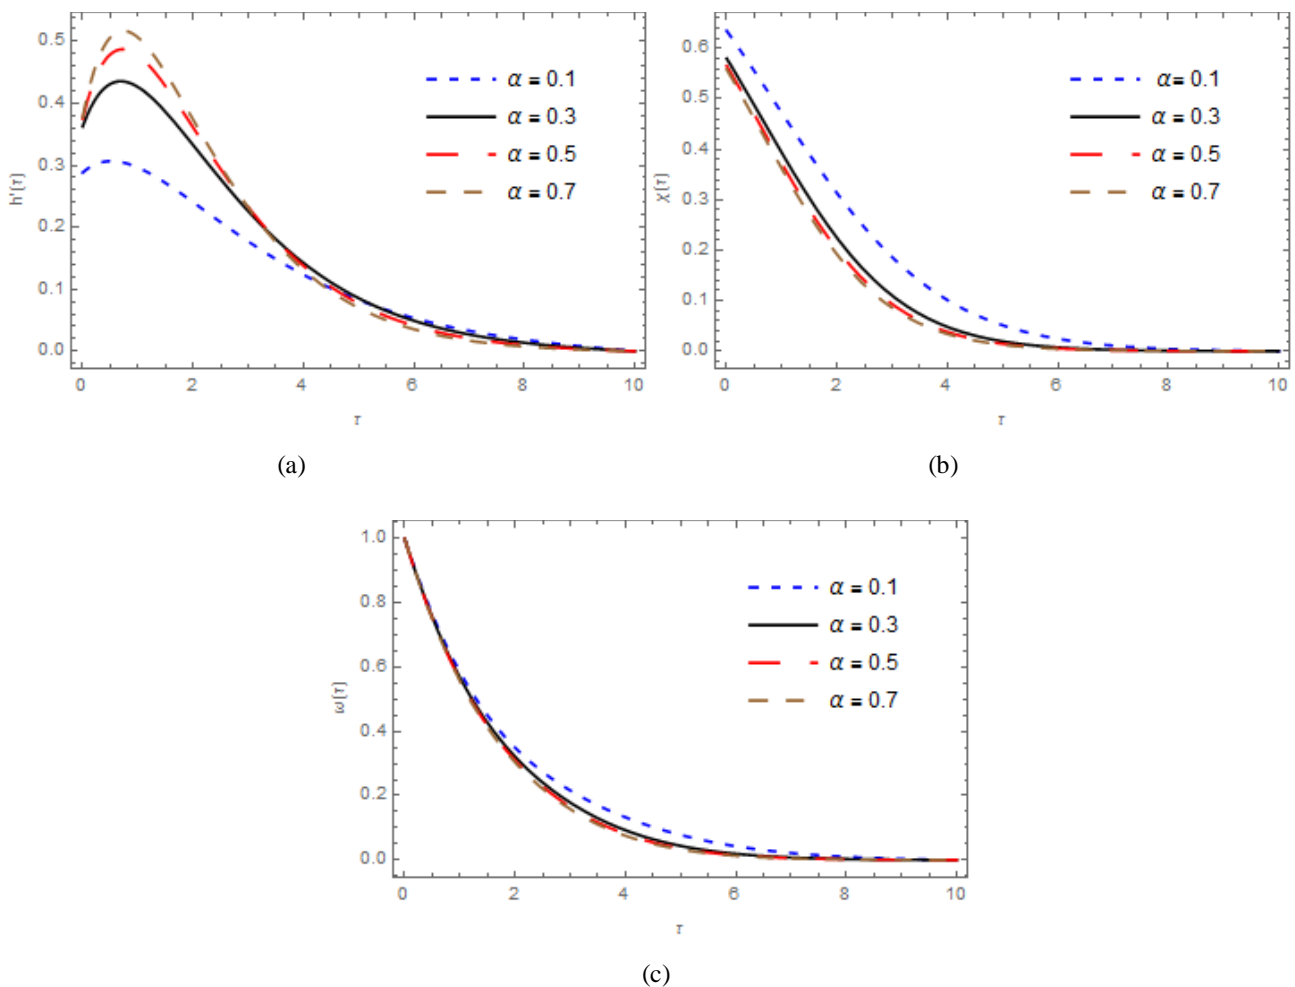 h'(τ)
0.5
0.4
0.3
0.2
0.1
0.0
α = 0.1
α = 0.3
α = 0.5
α = 0.7
0 2 4 6 8 10
τ
(a)
χ(τ)
0.6
0.5
0.4
0.3
0.2
0.1
0.0
α = 0.1
α = 0.3
α = 0.5
α = 0.7
0 2 4 6 8 10
τ
(b)
ω(τ)
1.0
0.8
0.6
0.4
0.2
0.0
α = 0.1
α = 0.3
α = 0.5
α = 0.7
0 2 4 6 8 10
τ
(c)